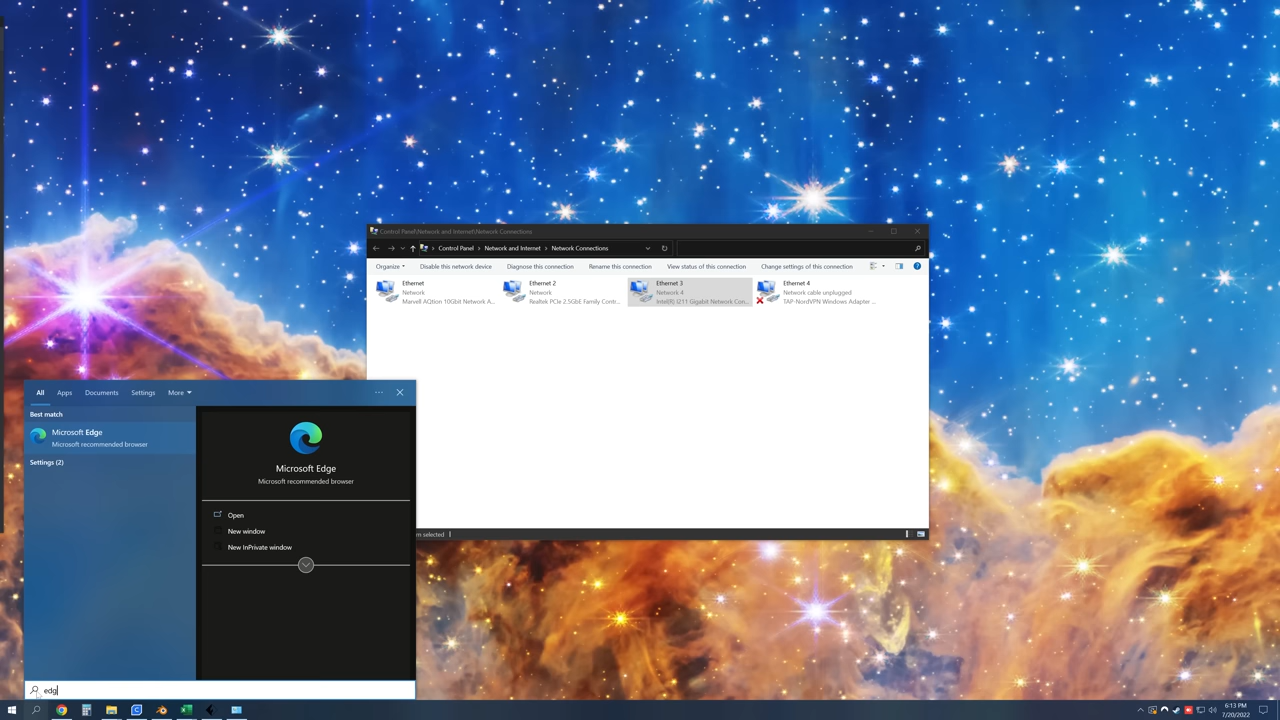 Control Panel\Network and Internet\Network Connections
Control Panel > Network and Internet > Network Connections
Organize Disable this network device Diagnose this connection Rename this connection View status of this connection Change settings of this connection
Ethernet
Network
Marvell AQtion 10Gbit Network A...
Ethernet 2
Network
Realtek PCIe 2.5GbE Family Contr...
Ethernet 3
Network 4
Intel(R) I211 Gigabit Network Con...
Ethernet 4
Network cable unplugged
TAP-NordVPN Windows Adapter ...
m selected
All Apps Documents Settings More
Best match
Microsoft Edge
Microsoft recommended browser
Settings (2)
Microsoft Edge
Microsoft recommended browser
Open
New window
New InPrivate window
edg
6:13 PM
7/20/2022